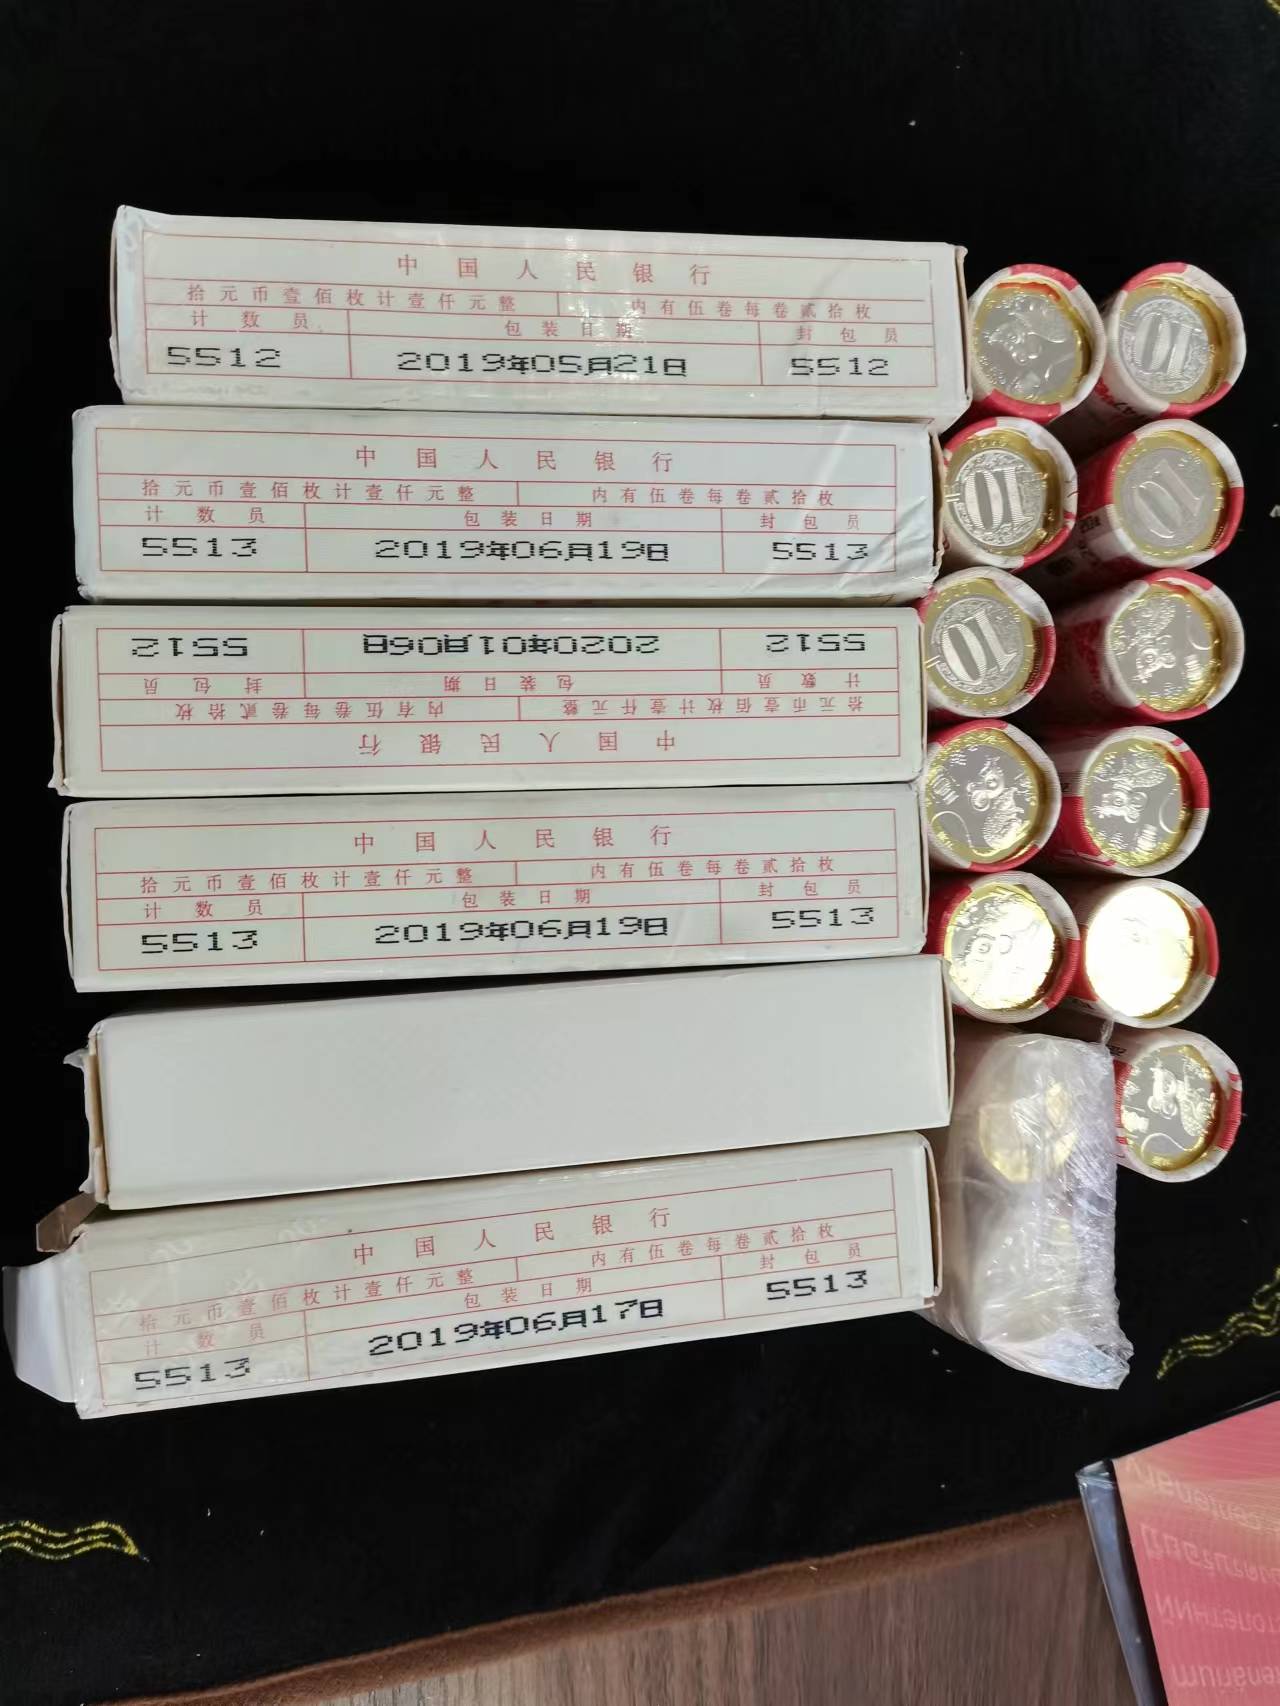 中国人民银行
拾元币壹佰枚计壹仟元整 内有伍卷每卷贰拾枚
计数员 包装日期 封包员
5512 2019年05月21日 5512
中国人民银行
拾元币壹佰枚计壹仟元整 内有伍卷每卷贰拾枚
计数员 包装日期 封包员
5513 2019年06月19日 5513
中国人民银行
拾元币壹佰枚计壹仟元整 内有伍卷每卷贰拾枚
计数员 包装日期 封包员
5512 2020年01月06日 5512
中国人民银行
拾元币壹佰枚计壹仟元整 内有伍卷每卷贰拾枚
计数员 包装日期 封包员
5513 2019年06月19日 5513
中国人民银行
拾元币壹佰枚计壹仟元整 内有伍卷每卷贰拾枚
计数员 包装日期 封包员
5513 2019年06月17日 5513
10
10
10
10